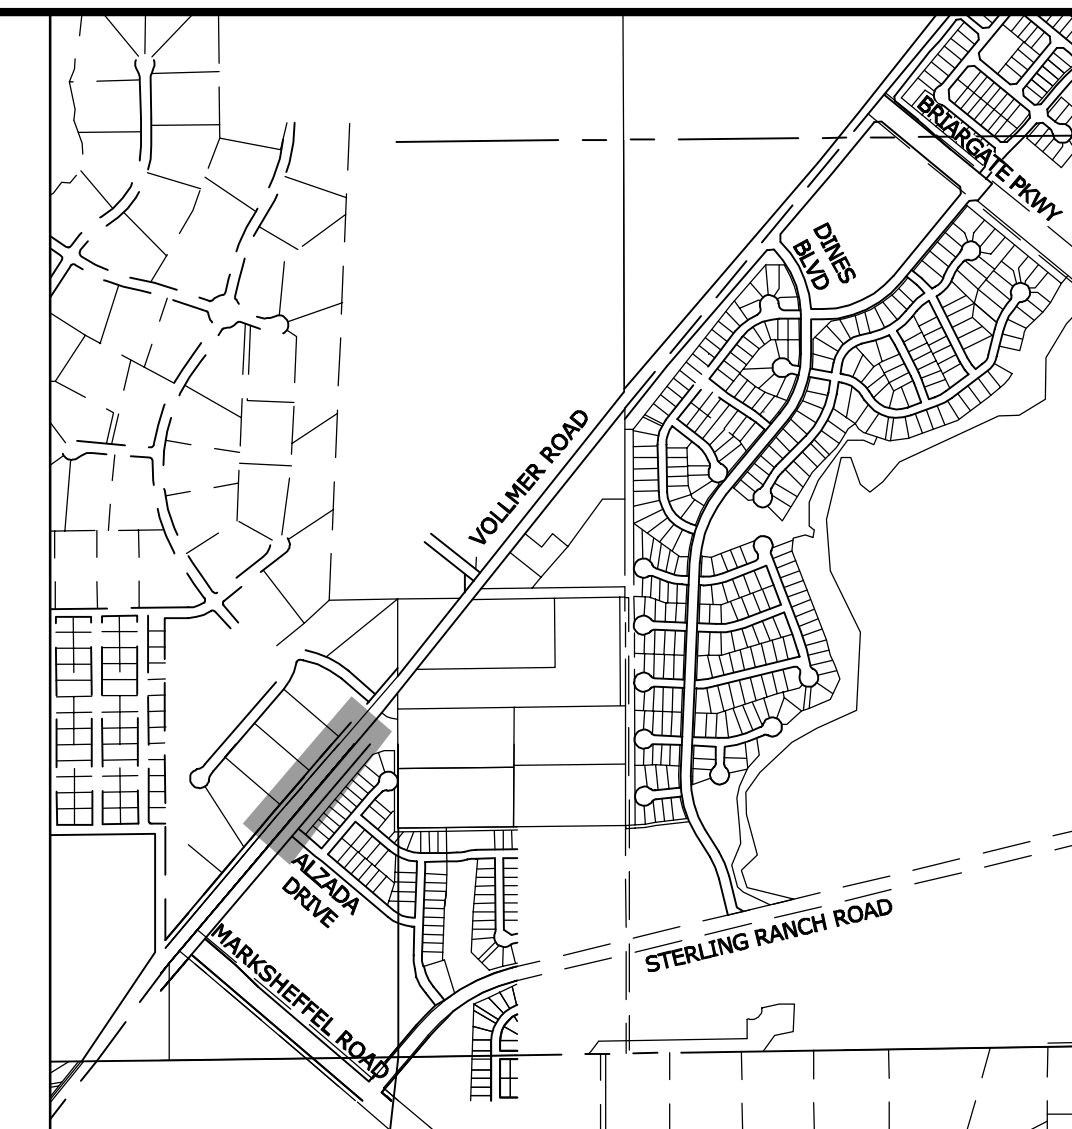 BRIARGATE PKWY
DINES
BLVD
VOLLMER ROAD
ALZADA
DRIVE
STERLING RANCH ROAD
MARKSHEFFEL ROAD